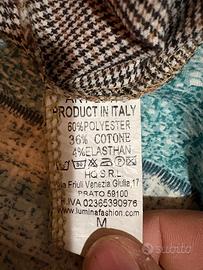 PRODUCT IN ITALY
60%POLYESTER
36% COTONE
4%ELASTHAN
HQ S.R.L
Via Friuli Venezia Giulia 17
PRATO 59100
P.IVA 02365390976
www.luminafashion.com
M
subito